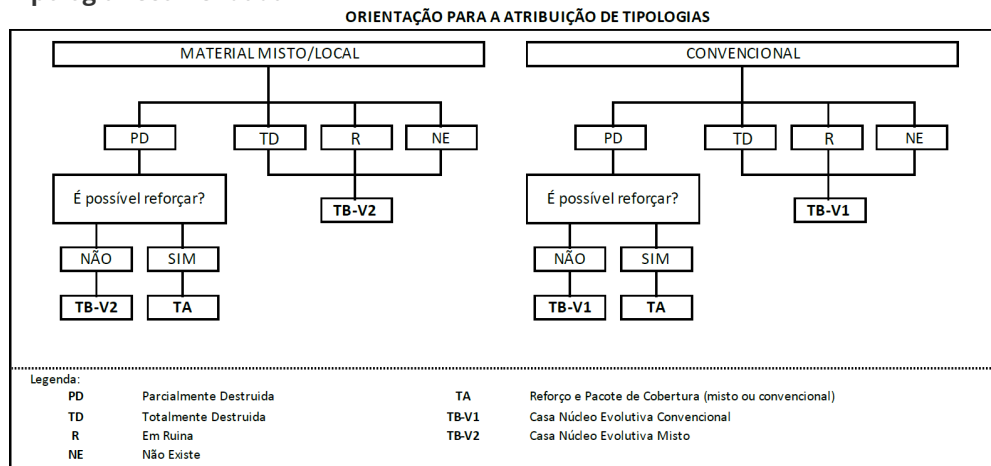 ORIENTAÇÃO PARA A ATRIBUIÇÃO DE TIPOLOGIAS
MATERIAL MISTO/LOCAL
PD
TD
R
NE
É possível reforçar?
TB-V2
NÃO
SIM
TB-V2
TA
CONVENCIONAL
PD
TD
R
NE
É possível reforçar?
TB-V1
NÃO
SIM
TB-V1
TA
Legenda:
PD Parcialmente Destruida
TD Totalmente Destruida
R Em Ruina
NE Não Existe
TA Reforço e Pacote de Cobertura (misto ou convencional)
TB-V1 Casa Núcleo Evolutiva Convencional
TB-V2 Casa Núcleo Evolutiva Misto